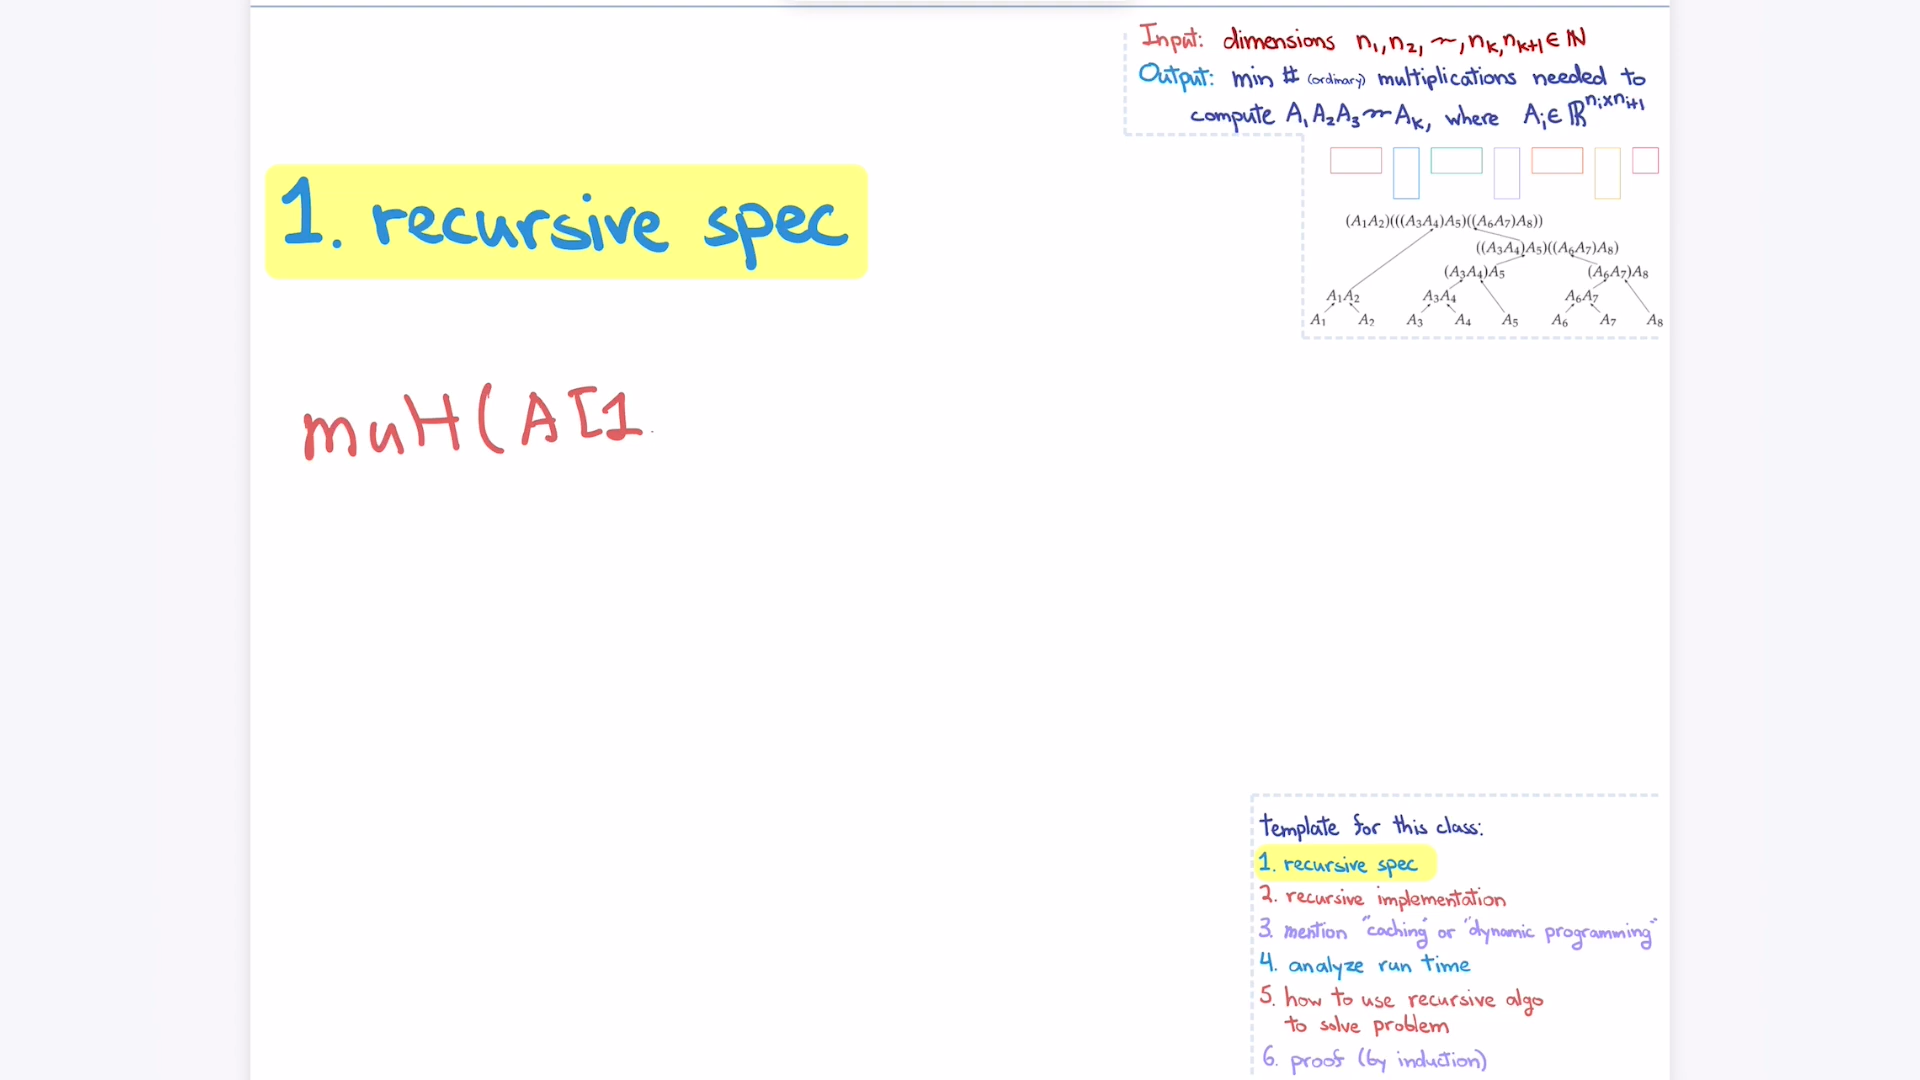 Input: dimensions n₁, n₂, ~, nₖ, nₖ₊₁ ∈ ℕ
Output: min # (ordinary) multiplications needed to
compute A₁A₂A₃~Aₖ, where Aᵢ ∈ ℝ^{nᵢ×nᵢ₊₁}
1. recursive spec
(A₁A₂)(((A₃A₄)A₅)((A₆A₇)A₈))
((A₃A₄)A₅)((A₆A₇)A₈)
(A₃A₄)A₅ (A₆A₇)A₈
A₁A₂ A₃A₄ A₆A₇
A₁ A₂ A₃ A₄ A₅ A₆ A₇ A₈
mult(A[1.
template for this class:
1. recursive spec
2. recursive implementation
3. mention "caching" or "dynamic programming"
4. analyze run time
5. how to use recursive algo
to solve problem
6. proof (by induction)